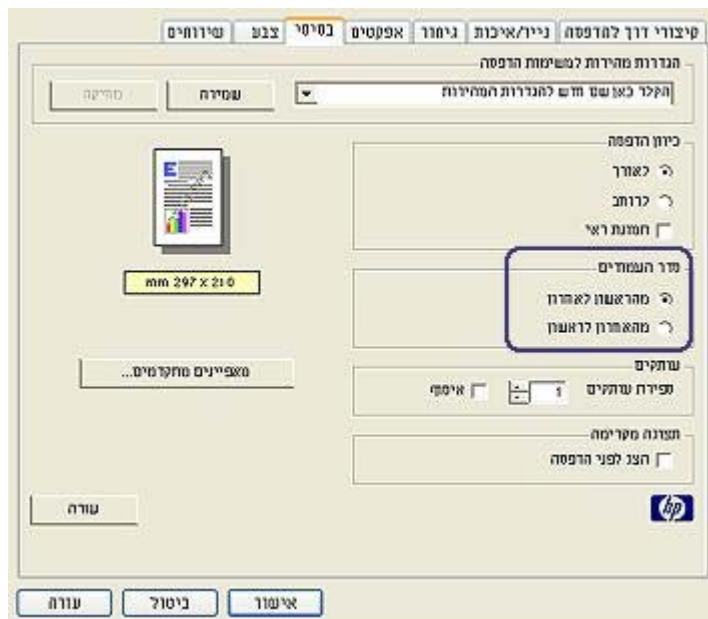 קיצורי דרך להדפסה נייר/איכות גימור אפקטים בסיסי צבע שירותים
הגדרות מהירות למשימות הדפסה
הקלד כאן שם חדש להגדרות המהירות שמירה מחיקה
כיוון הדפסה
לאורך
לרוחב
תמונת ראי
mm 297 x 210
סדר העמודים
מהראשון לאחרון
מהאחרון לראשון
מאפיינים מתקדמים...
עותקים
ספירת עותקים 1 איסוף
תצוגה מקדימה
הצג לפני הדפסה
hp
עזרה
אישור ביטול עזרה